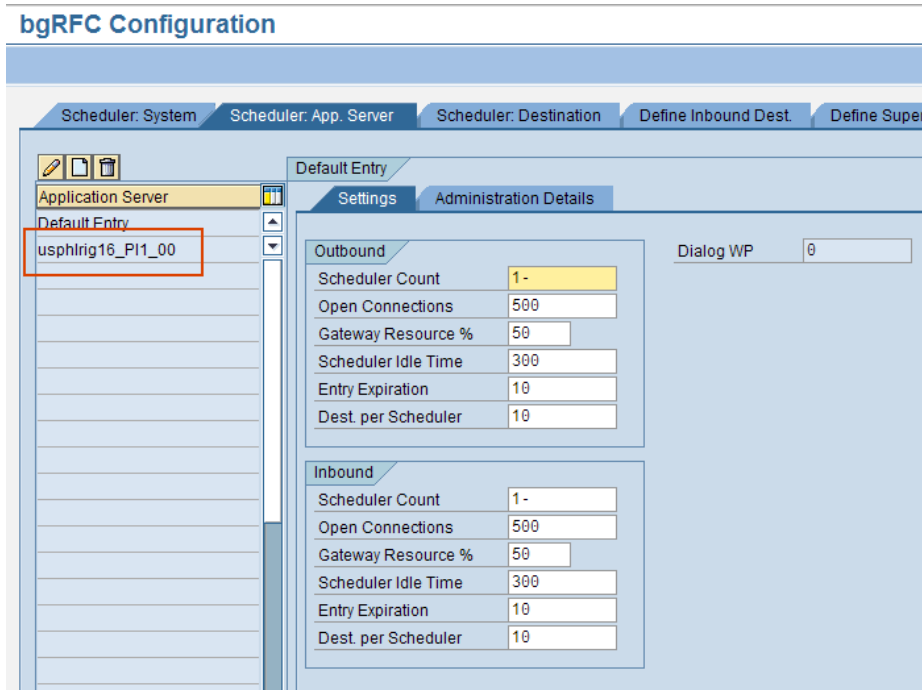 bgRFC Configuration
Scheduler: System Scheduler: App. Server Scheduler: Destination Define Inbound Dest. Define Super
Default Entry
Application Server
Settings Administration Details
Default Entry
usphlrig16_PI1_00
Outbound
Dialog WP 0
Scheduler Count 1-
Open Connections 500
Gateway Resource % 50
Scheduler Idle Time 300
Entry Expiration 10
Dest. per Scheduler 10
Inbound
Scheduler Count 1-
Open Connections 500
Gateway Resource % 50
Scheduler Idle Time 300
Entry Expiration 10
Dest. per Scheduler 10